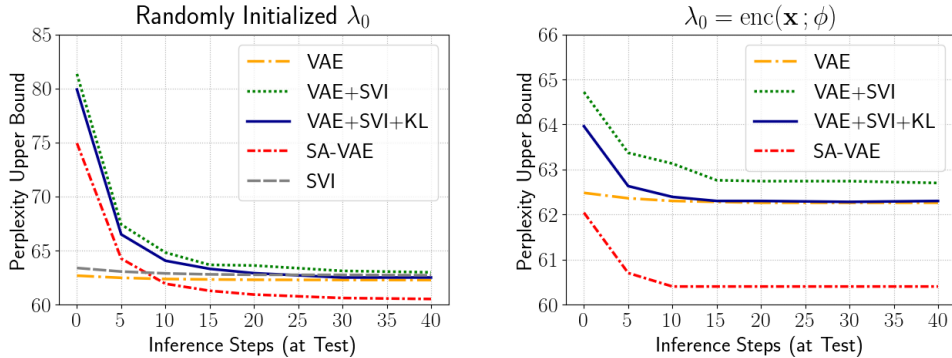 Randomly Initialized λ₀
85
80
75
70
65
60
Perplexity Upper Bound
VAE
VAE+SVI
VAE+SVI+KL
SA-VAE
SVI
0 5 10 15 20 25 30 35 40
Inference Steps (at Test)
λ₀ = enc(x ; ϕ)
66
65
64
63
62
61
60
Perplexity Upper Bound
VAE
VAE+SVI
VAE+SVI+KL
SA-VAE
0 5 10 15 20 25 30 35 40
Inference Steps (at Test)